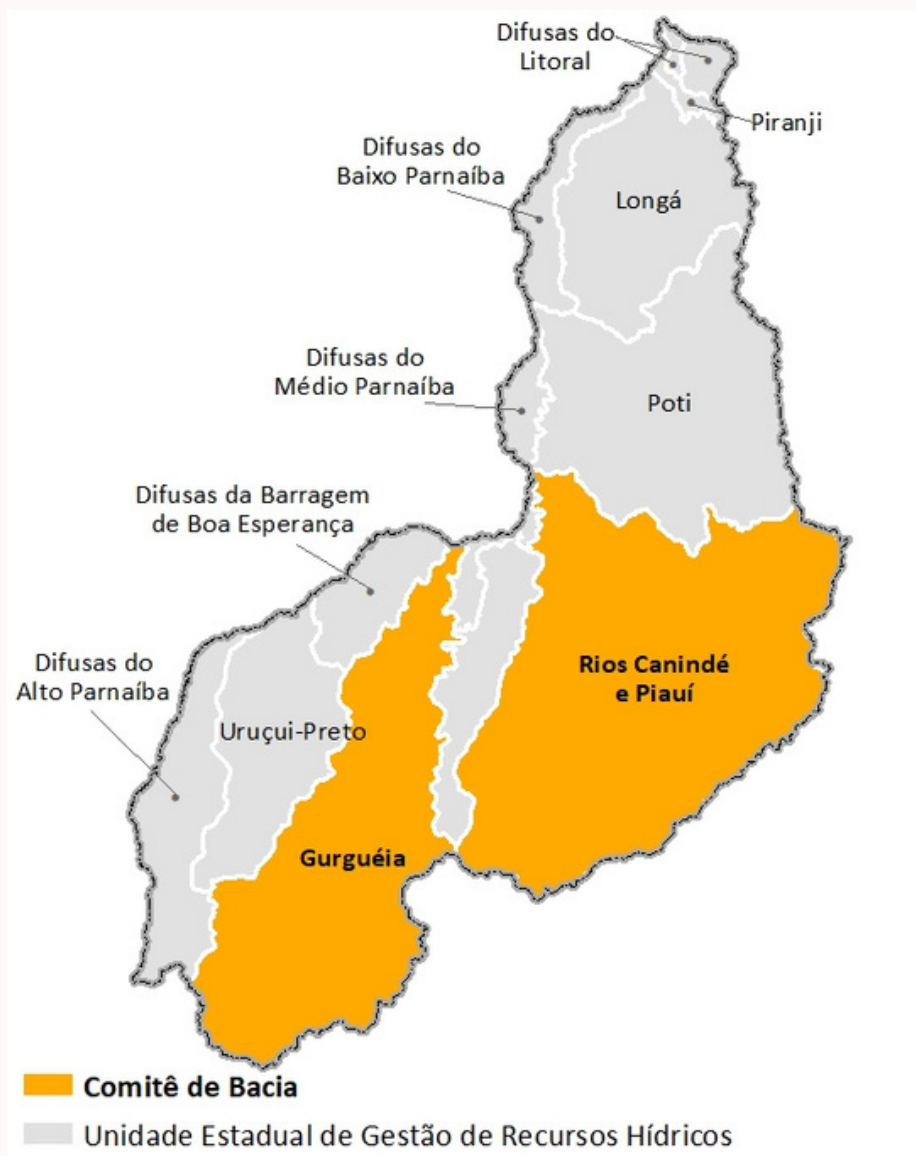 Difusas do
Litoral
Piranji
Difusas do
Baixo Parnaíba
Longá
Difusas do
Médio Parnaíba
Poti
Difusas da Barragem
de Boa Esperança
Rios Canindé
e Piauí
Difusas do
Alto Parnaíba
Uruçui-Preto
Gurguéia
Comitê de Bacia
Unidade Estadual de Gestão de Recursos Hídricos